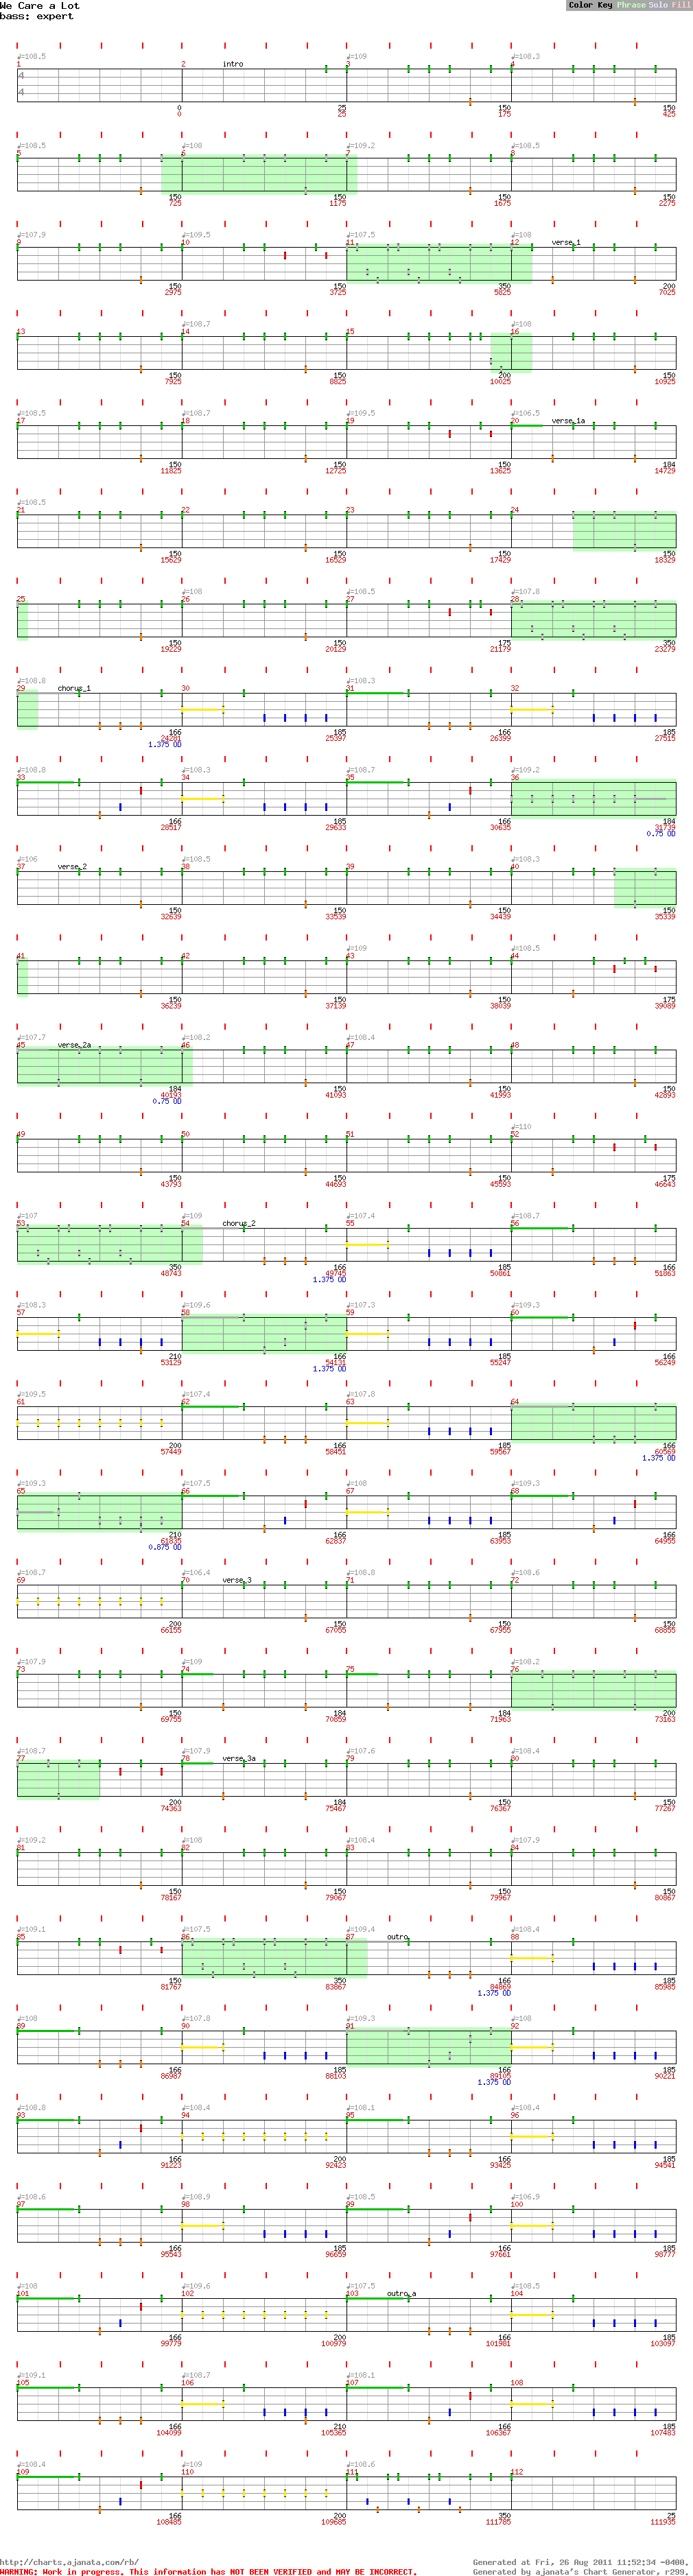 We Care a Lot
bass: expert
Color Key Phrase Solo Fill
♩=108.5 ♩=109 ♩=108.3
1 2 intro 3 4
4
4
0 25 150 150
0 25 175 425
♩=108.5 ♩=108 ♩=109.2 ♩=108.5
5 6 7 8
150 150 150 150
725 1175 1675 2275
♩=107.9 ♩=109.5 ♩=107.5 ♩=108
9 10 11 12 verse_1
150 150 350 200
2975 3725 5825 7025
♩=108.7 ♩=108
13 14 15 16
150 150 200 150
7925 8825 10025 10925
♩=108.5 ♩=108.7 ♩=109.5 ♩=106.5
17 18 19 20 verse_1a
150 150 150 184
11825 12725 13625 14729
♩=108.5
21 22 23 24
150 150 150 150
15629 16529 17429 18329
♩=108 ♩=108.5 ♩=107.8
25 26 27 28
150 150 175 350
19229 20129 21179 23279
♩=108.8 ♩=108.3
29 chorus_1 30 31 32
166 185 166 185
24281 25397 26399 27515
1.375 OD
♩=108.8 ♩=108.3 ♩=108.7 ♩=109.2
33 34 35 36
166 185 166 184
28517 29633 30635 31739
0.75 OD
♩=106 ♩=108.5 ♩=108.3
37 verse_2 38 39 40
150 150 150 150
32639 33539 34439 35339
♩=109 ♩=108.5
41 42 43 44
150 150 150 175
36239 37139 38039 39089
♩=107.7 ♩=108.2 ♩=108.4
45 verse_2a 46 47 48
184 150 150 150
40193 41093 41993 42893
0.75 OD
♩=110
49 50 51 52
150 150 150 175
43793 44693 45593 46643
♩=107 ♩=109 ♩=107.4 ♩=108.7
53 54 chorus_2 55 56
350 166 185 166
48743 49745 50861 51863
1.375 OD
♩=108.3 ♩=109.6 ♩=107.3 ♩=109.3
57 58 59 60
210 166 185 166
53129 54131 55247 56249
1.375 OD
♩=109.5 ♩=107.4 ♩=107.8
61 62 63 64
200 166 185 166
57449 58451 59567 60569
1.375 OD
♩=109.3 ♩=107.5 ♩=108 ♩=109.3
65 66 67 68
210 166 185 166
61835 62837 63953 64955
0.875 OD
♩=108.7 ♩=106.4 ♩=108.8 ♩=108.6
69 70 verse_3 71 72
200 150 150 150
66155 67055 67955 68855
♩=107.9 ♩=109 ♩=108.2
73 74 75 76
150 184 184 200
69755 70859 71963 73163
♩=108.7 ♩=107.9 ♩=107.6 ♩=108.4
77 78 verse_3a 79 80
200 184 150 150
74363 75467 76367 77267
♩=109.2 ♩=108 ♩=108.4 ♩=107.9
81 82 83 84
150 150 150 150
78167 79067 79967 80867
♩=109.1 ♩=107.5 ♩=109.4 ♩=108.4
85 86 87 outro 88
150 350 166 185
81767 83867 84869 85985
1.375 OD
♩=108 ♩=107.8 ♩=109.3 ♩=108
89 90 91 92
166 185 166 185
86987 88103 89105 90221
1.375 OD
♩=108.8 ♩=108.4 ♩=108.1 ♩=108.4
93 94 95 96
166 200 166 185
91223 92423 93425 94541
♩=108.6 ♩=108.9 ♩=108.5 ♩=106.9
97 98 99 100
166 185 166 185
95543 96659 97661 98777
♩=108 ♩=109.6 ♩=107.5 ♩=108.5
101 102 103 outro_a 104
166 200 166 185
99779 100979 101981 103097
♩=109.1 ♩=108.7 ♩=108.1
105 106 107 108
166 210 166 185
104099 105365 106367 107483
♩=108.4 ♩=109 ♩=108.6
109 110 111 112
166 200 350 25
108485 109685 111785 111935
http://charts.ajanata.com/rb/ Generated at Fri, 26 Aug 2011 11:52:34 -0400.
WARNING: Work in progress. This information has NOT BEEN VERIFIED and MAY BE INCORRECT. Generated by ajanata's Chart Generator, r299.